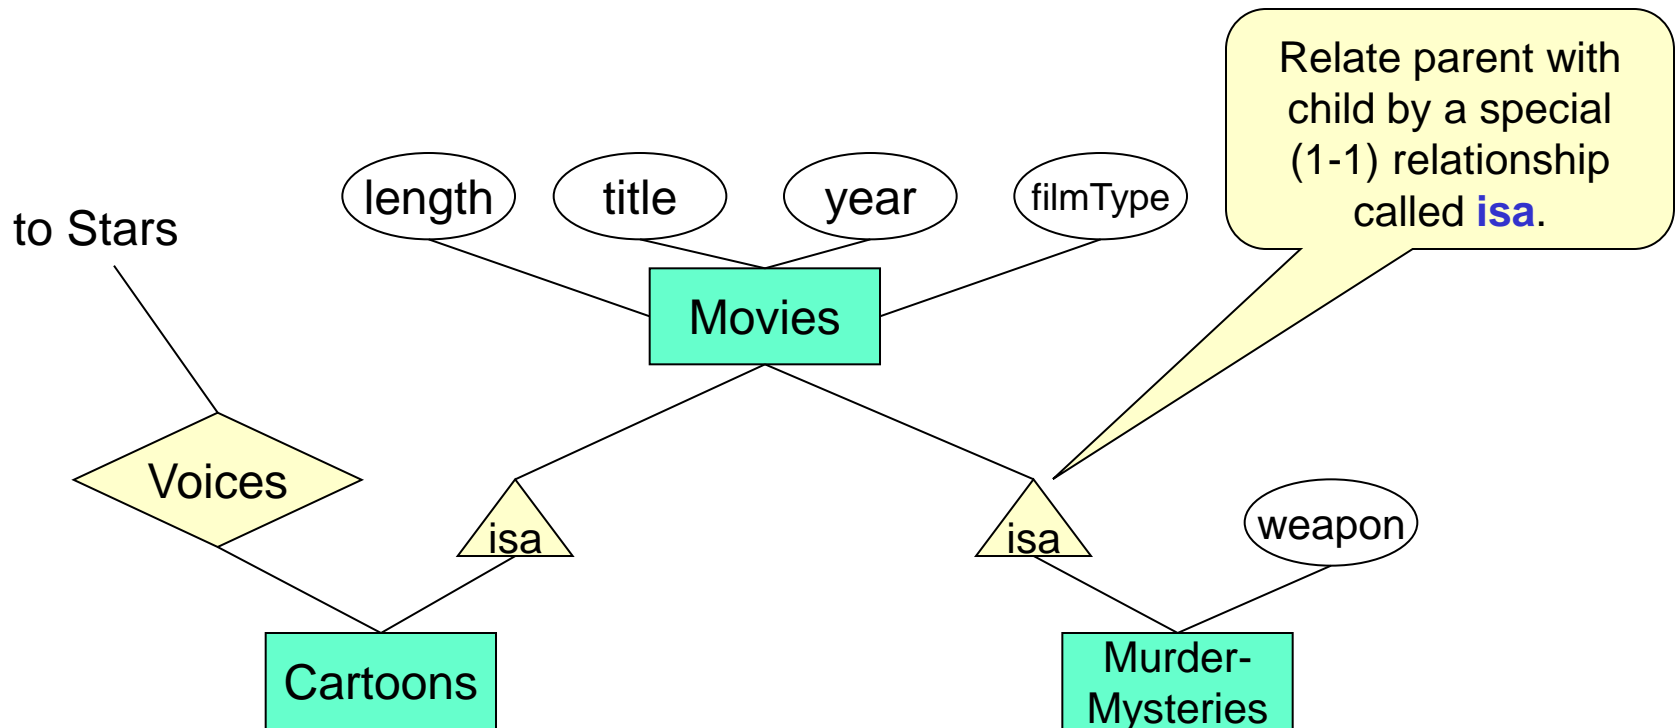 Relate parent with
child by a special
(1-1) relationship
called isa.
to Stars
length
title
year
filmType
Movies
Voices
isa
isa
weapon
Cartoons
Murder-
Mysteries